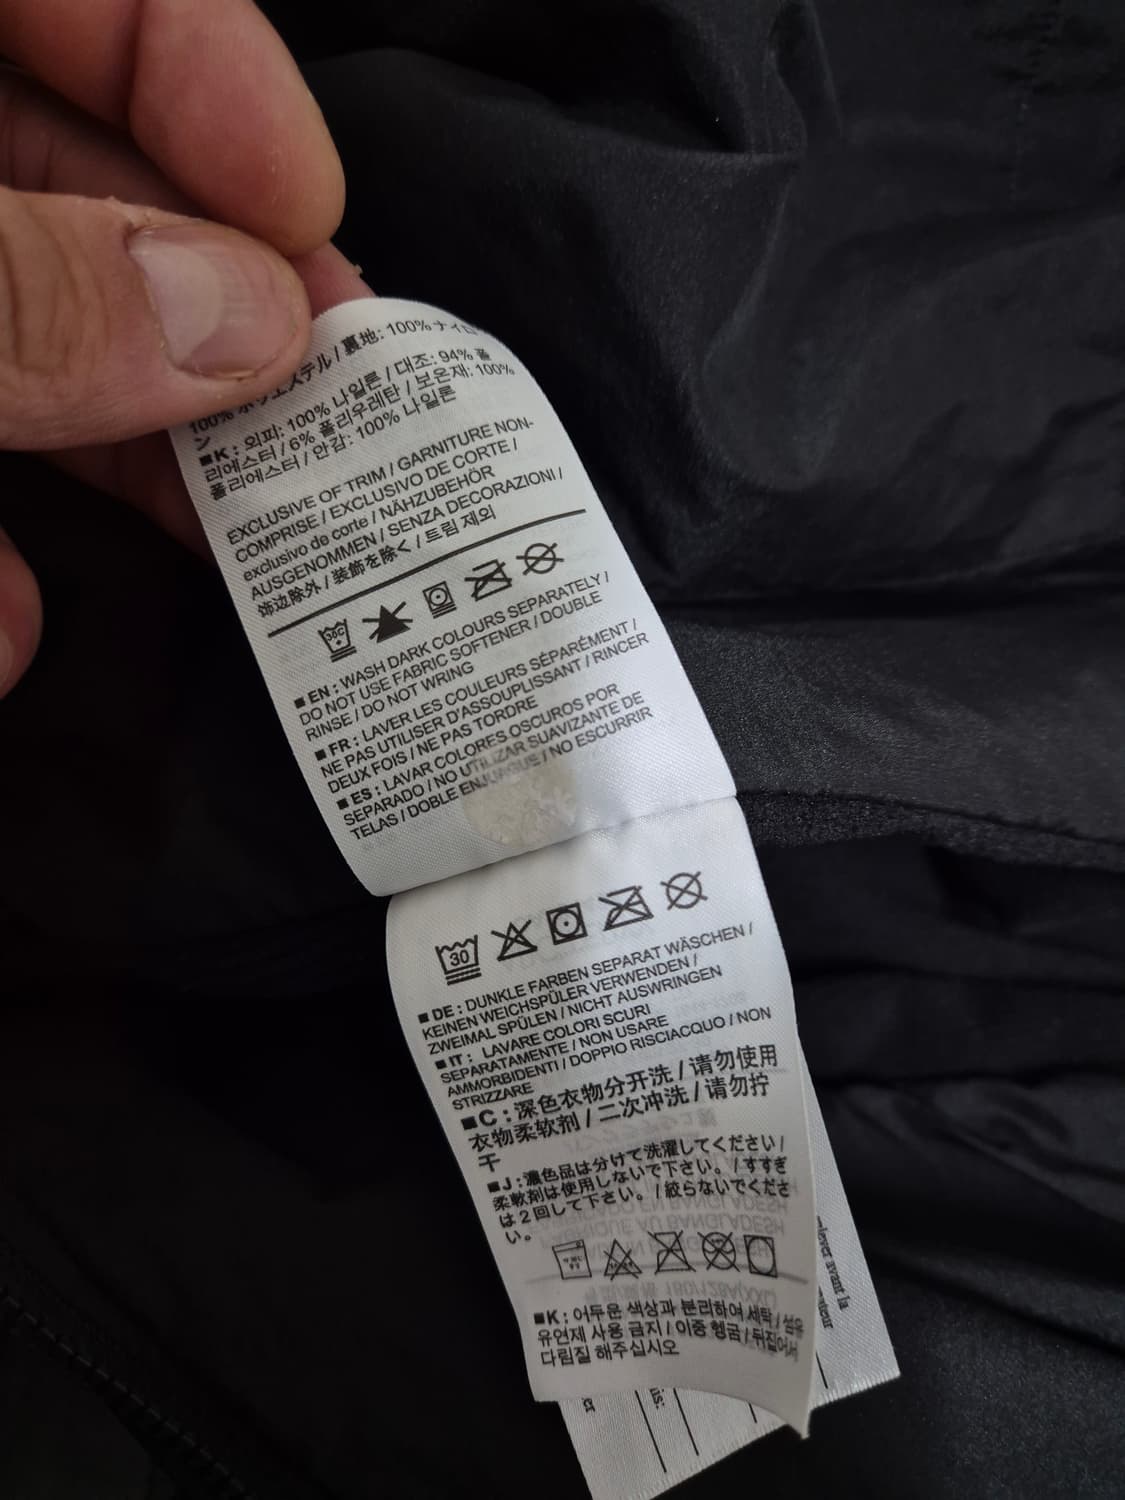 100% ポリエステル / 裏地: 100% ナイロ
ン
■K : 외피: 100% 나일론 / 대조: 94% 폴
리에스터 / 6% 폴리우레탄 / 보온재: 100%
폴리에스터 / 안감: 100% 나일론
EXCLUSIVE OF TRIM / GARNITURE NON-
COMPRISE / EXCLUSIVO DE CORTE /
exclusivo de corte / NÄHZUBEHÖR
AUSGENOMMEN / SENZA DECORAZIONI /
饰边除外 / 装飾を除く / 트림 제외
30C
■ EN : WASH DARK COLOURS SEPARATELY /
DO NOT USE FABRIC SOFTENER / DOUBLE
RINSE / DO NOT WRING
■ FR : LAVER LES COULEURS SÉPARÉMENT /
NE PAS UTILISER D'ASSOUPLISSANT / RINCER
DEUX FOIS / NE PAS TORDRE
■ ES : LAVAR COLORES OSCUROS POR
SEPARADO / NO UTILIZAR SUAVIZANTE DE
TELAS / DOBLE ENJUAGUE / NO ESCURRIR
30
■ DE : DUNKLE FARBEN SEPARAT WÄSCHEN /
KEINEN WEICHSPÜLER VERWENDEN /
ZWEIMAL SPÜLEN / NICHT AUSWRINGEN
■ IT : LAVARE COLORI SCURI
SEPARATAMENTE / NON USARE
AMMORBIDENTI / DOPPIO RISCIACQUO / NON
STRIZZARE
■C : 深色衣物分开洗 / 请勿使用
衣物柔软剂 / 二次冲洗 / 请勿拧
干
■J : 濃色品は分けて洗濯してください /
柔軟剤は使用しないで下さい。 / すすぎ
は2回して下さい。 / 絞らないでくださ
い。
■K : 어두운 색상과 분리하여 세탁 / 섬유
유연제 사용 금지 / 이중 헹굼 / 뒤집어서
다림질 해주십시오